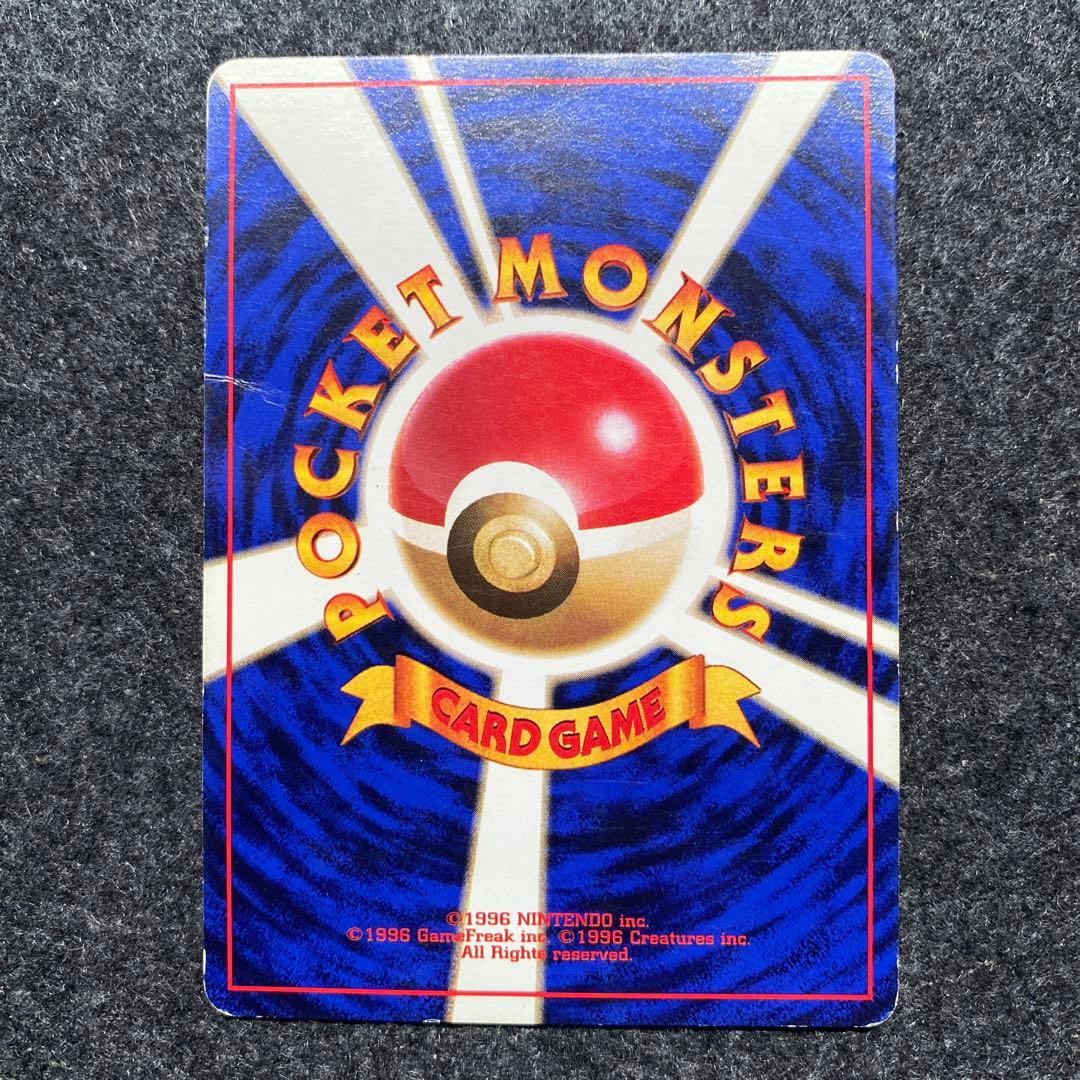 POCKET MONSTERS
CARD GAME
©1996 NINTENDO inc.
©1996 GameFreak inc. ©1996 Creatures inc.
All Rights reserved.